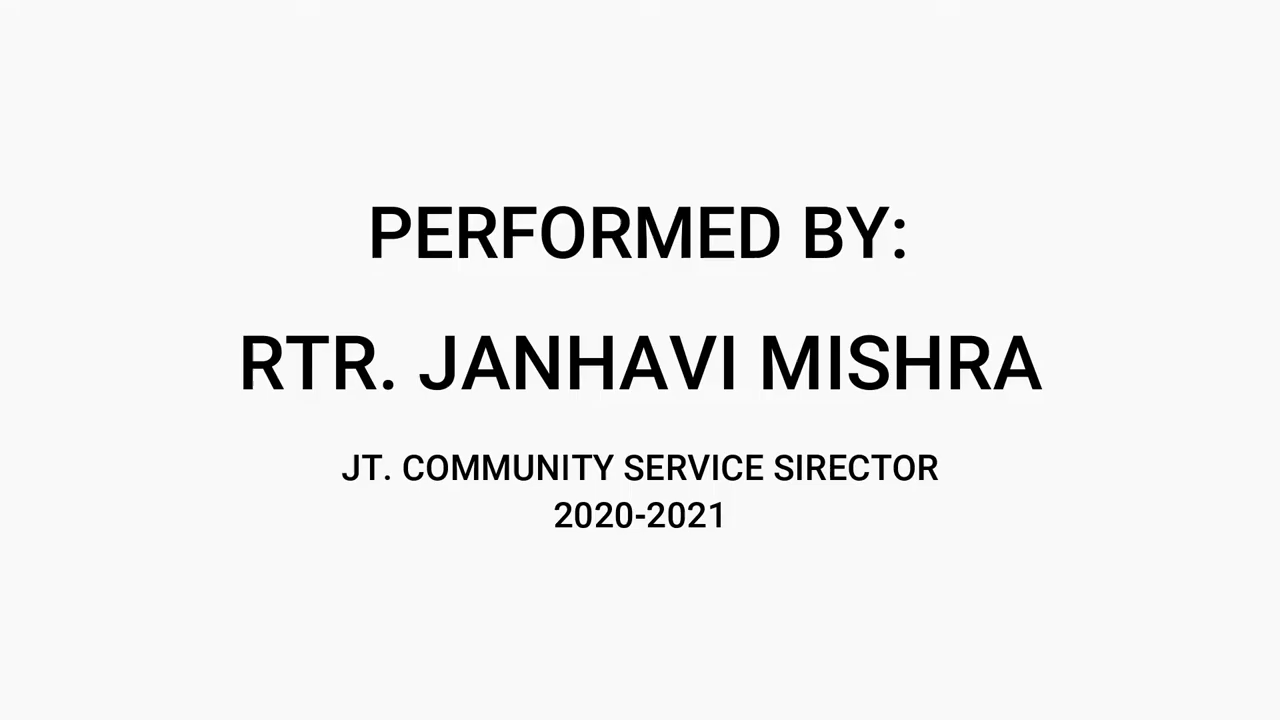 PERFORMED BY:
RTR. JANHAVI MISHRA
JT. COMMUNITY SERVICE SIRECTOR
2020-2021